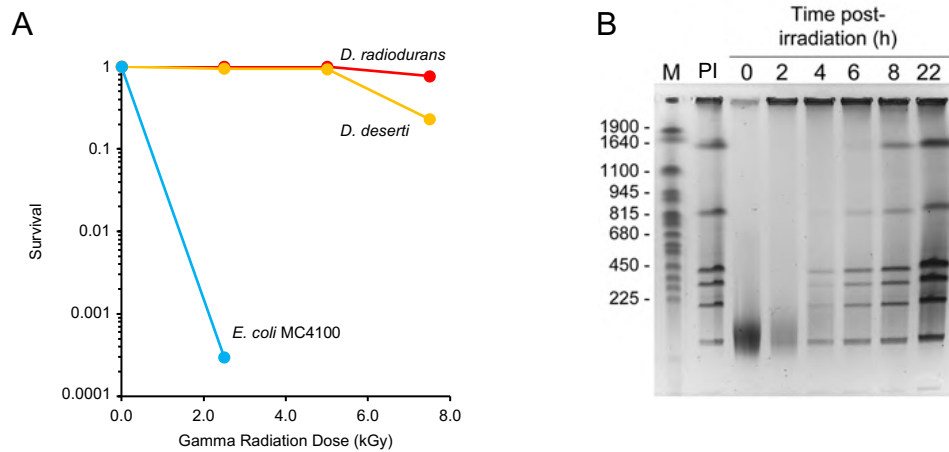 A
1
0.1
0.01
0.001
0.0001
Survival
D. radiodurans
D. deserti
E. coli MC4100
0.0 2.0 4.0 6.0 8.0
Gamma Radiation Dose (kGy)
B
Time post-
irradiation (h)
M PI 0 2 4 6 8 22
1900 -
1640 -
1100 -
945 -
815 -
680 -
450 -
225 -